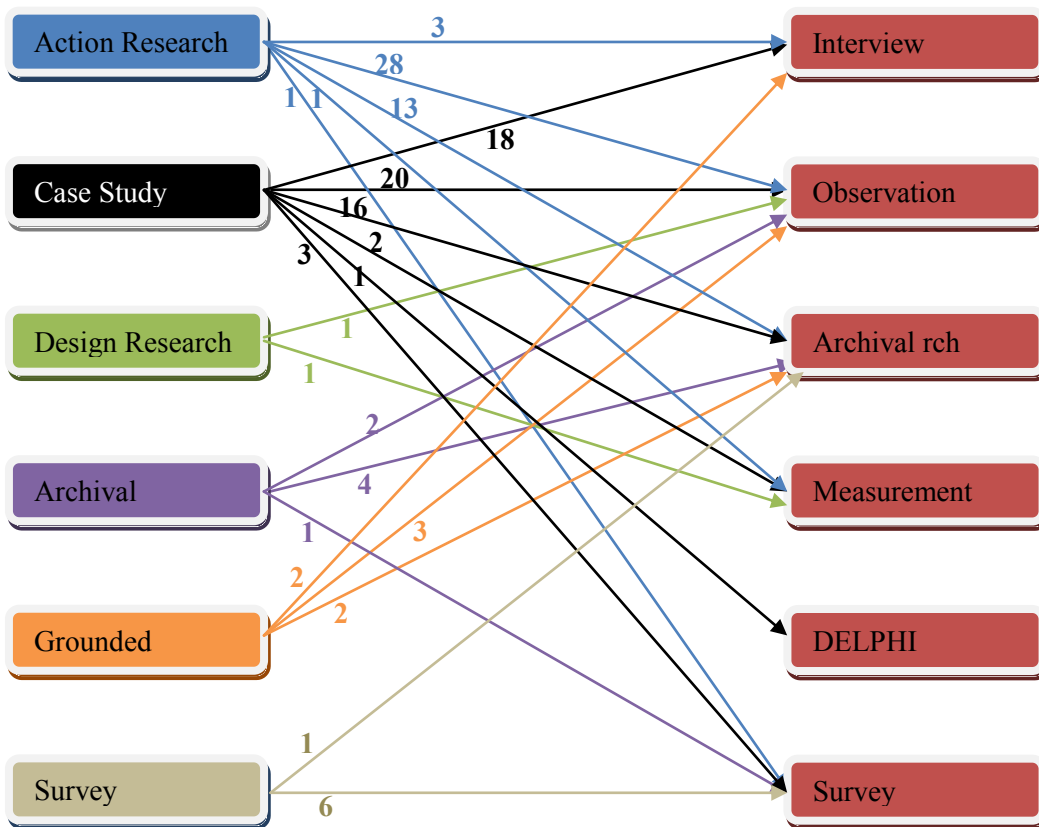 Action Research
3
Interview
28
1
1
13
18
Case Study
20
Observation
16
2
3
1
Design Research
1
Archival rch
1
2
Archival
4
Measurement
1
3
2
Grounded
2
DELPHI
1
Survey
6
Survey